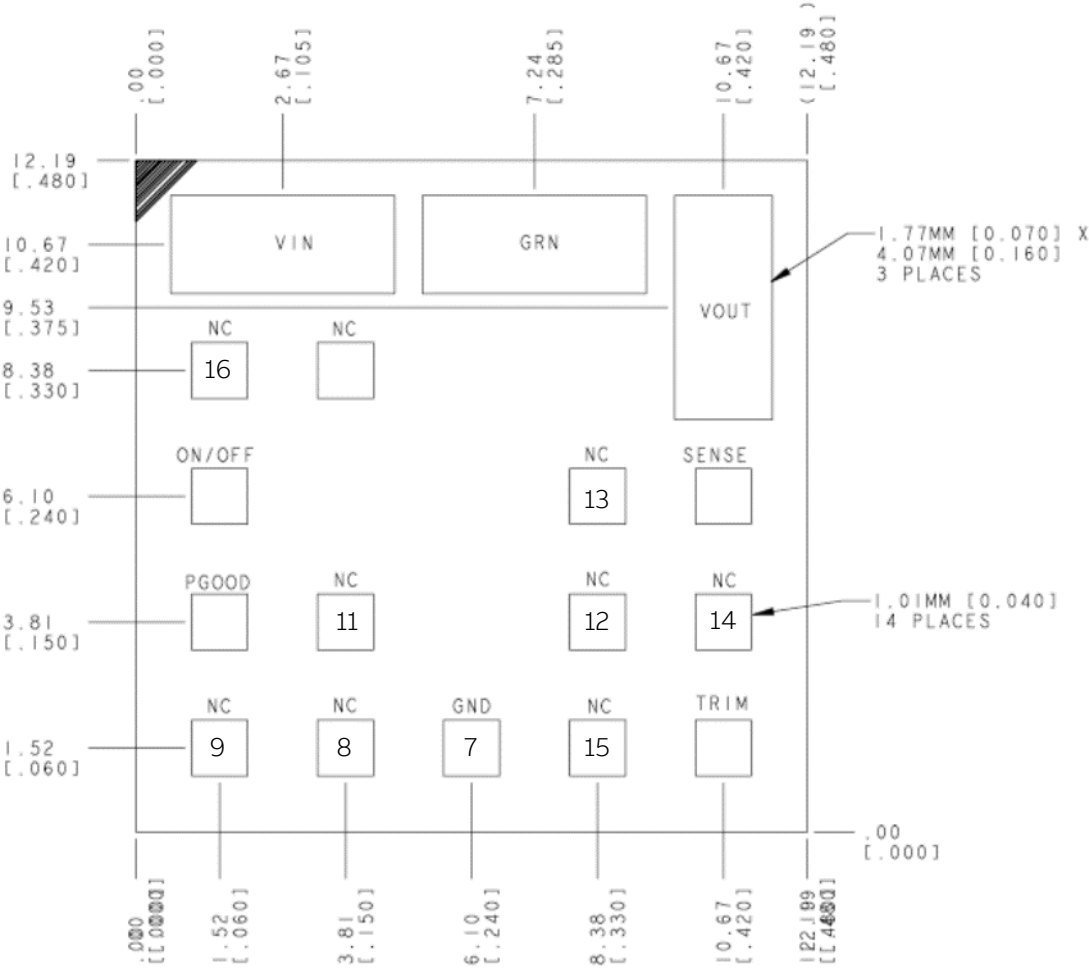 .00
[.000]
2.67
[.105]
7.24
[.285]
10.67
[.420]
(12.19 )
[.480]
12.19
[.480]
VIN
GRN
1.77MM [0.070] X
4.07MM [0.160]
3 PLACES
10.67
[.420]
9.53
[.375]
VOUT
NC
NC
8.38
[.330]
16
ON/OFF
NC
SENSE
6.10
[.240]
13
PGOOD
NC
NC
NC
3.81
[.150]
11
12
14
1.01MM [0.040]
14 PLACES
NC
NC
GND
NC
TRIM
1.52
[.060]
9
8
7
15
.00
[.000]
1.52
[.060]
3.81
[.150]
6.10
[.240]
8.38
[.330]
10.67
[.420]